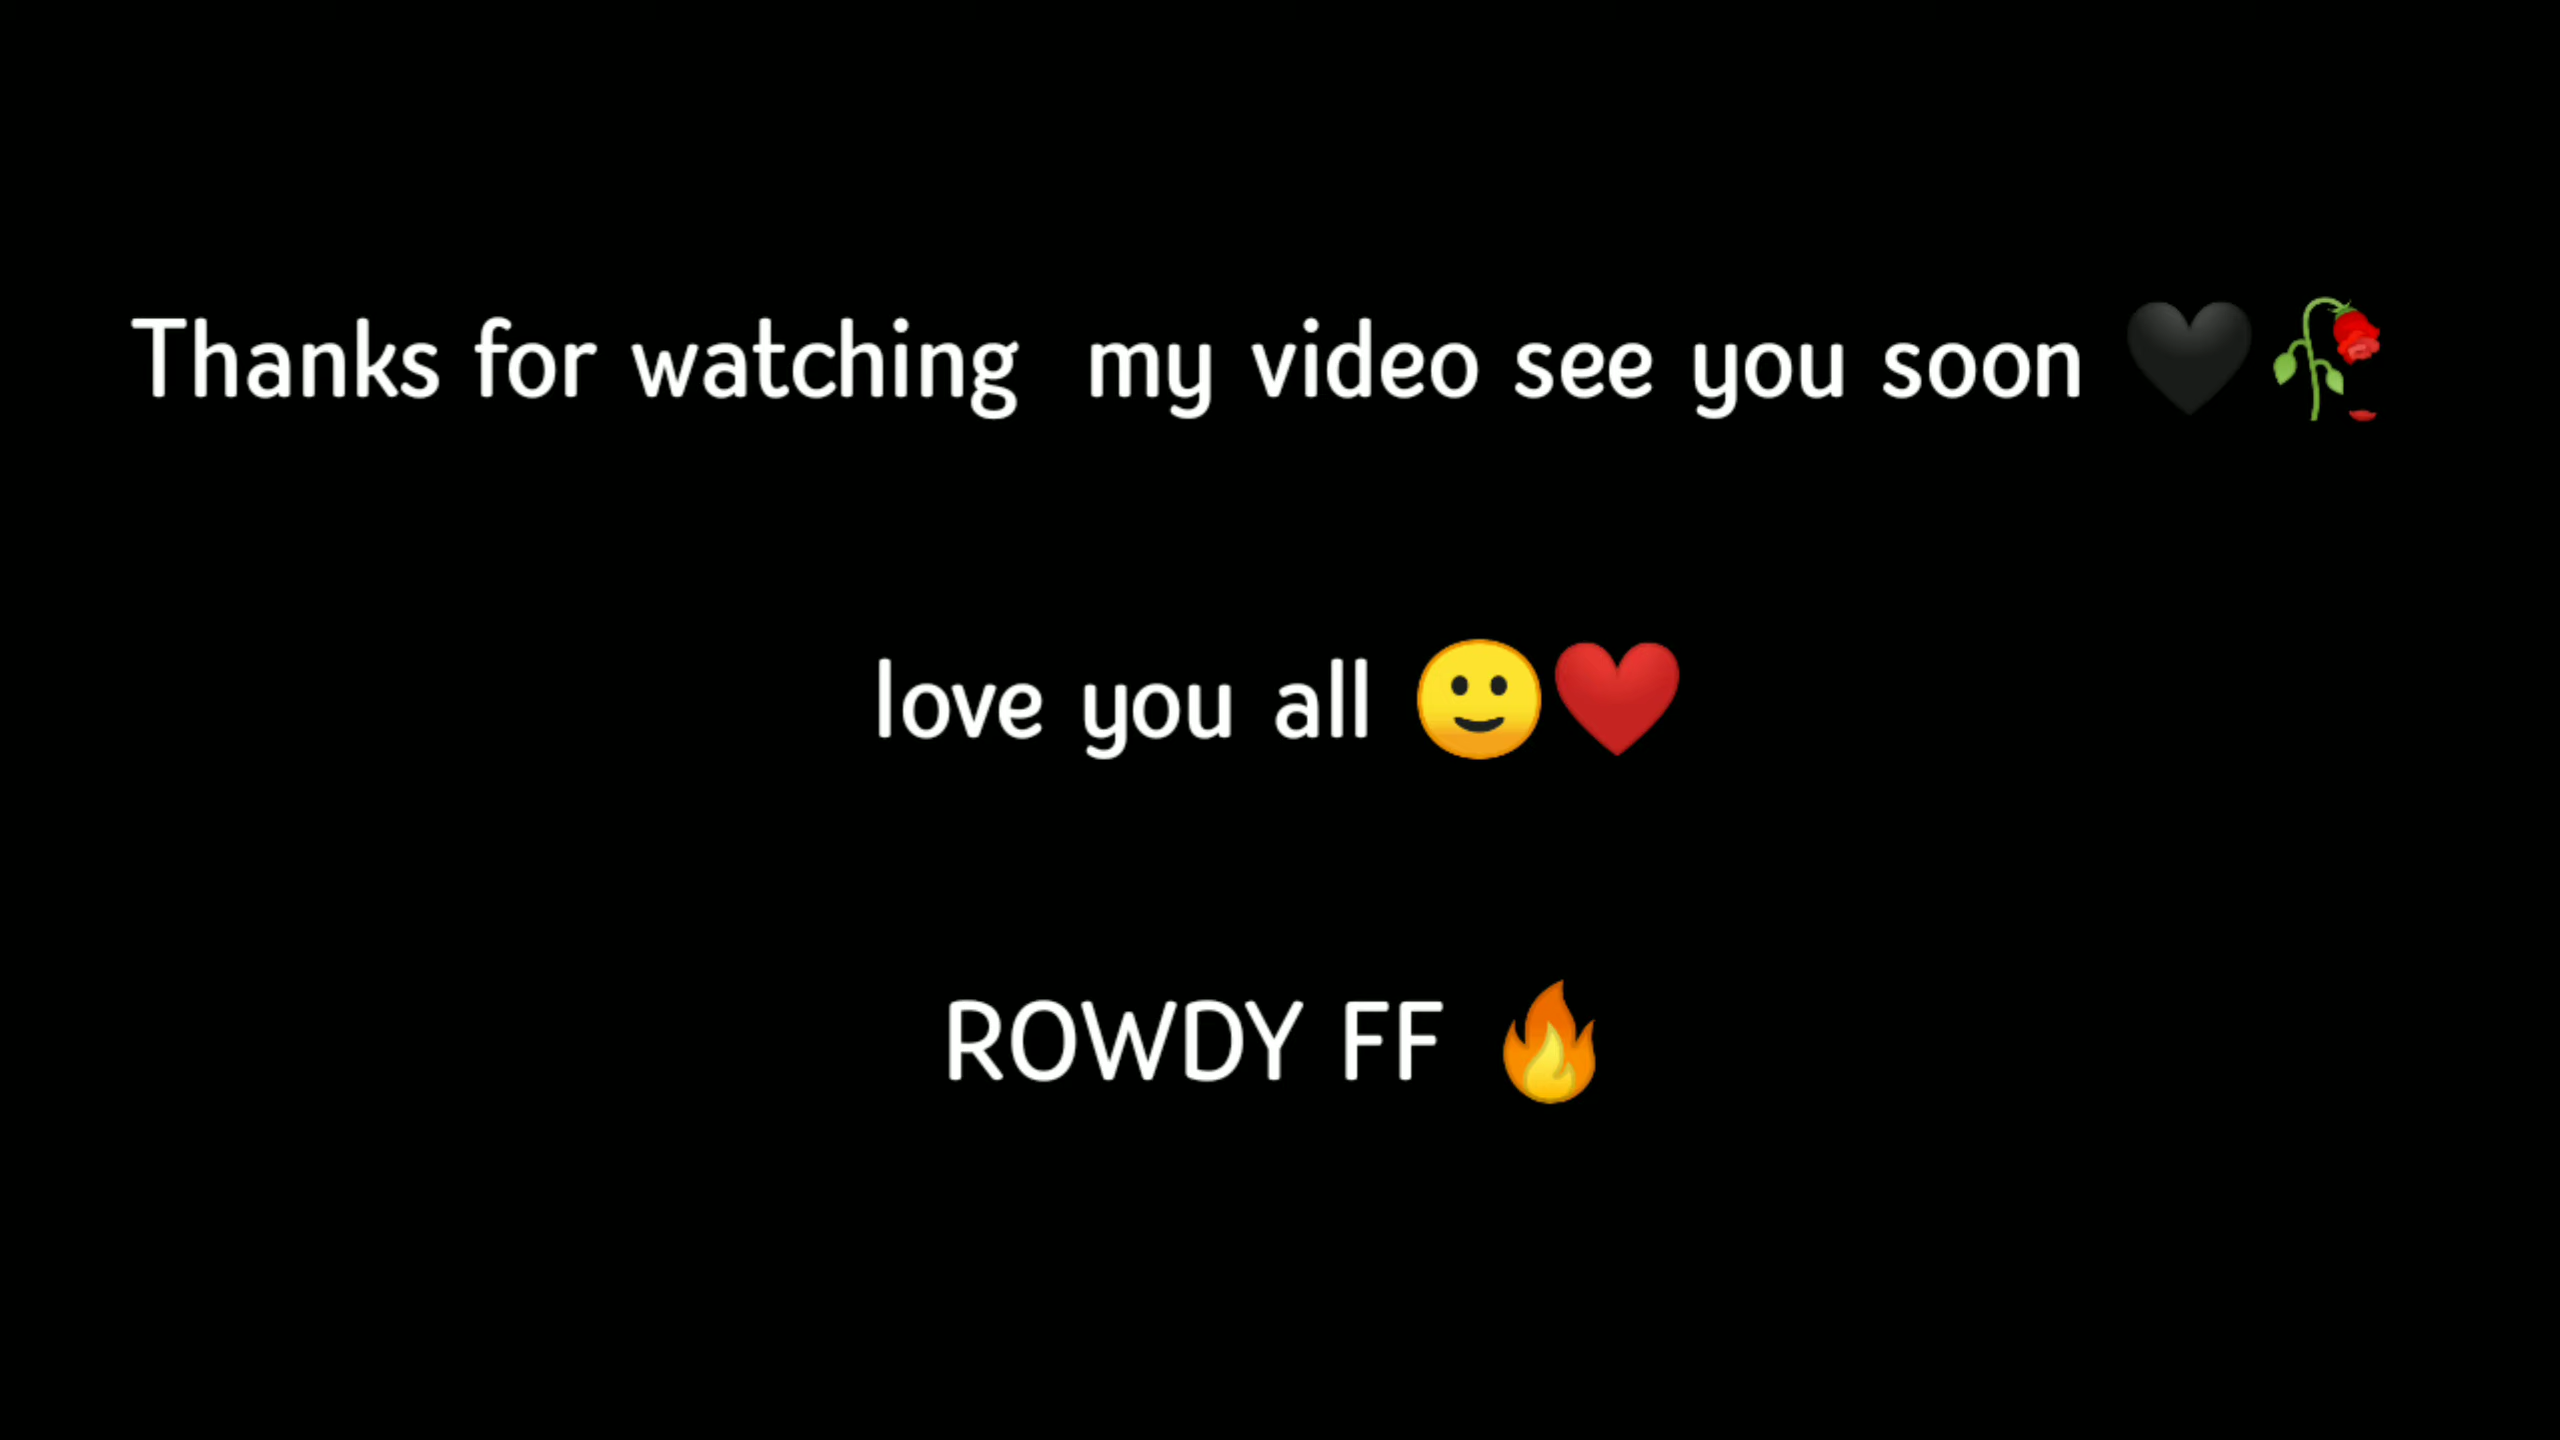 Thanks for watching  my video see you soon 🖤🥀
love you all 🙂❤️
ROWDY FF 🔥